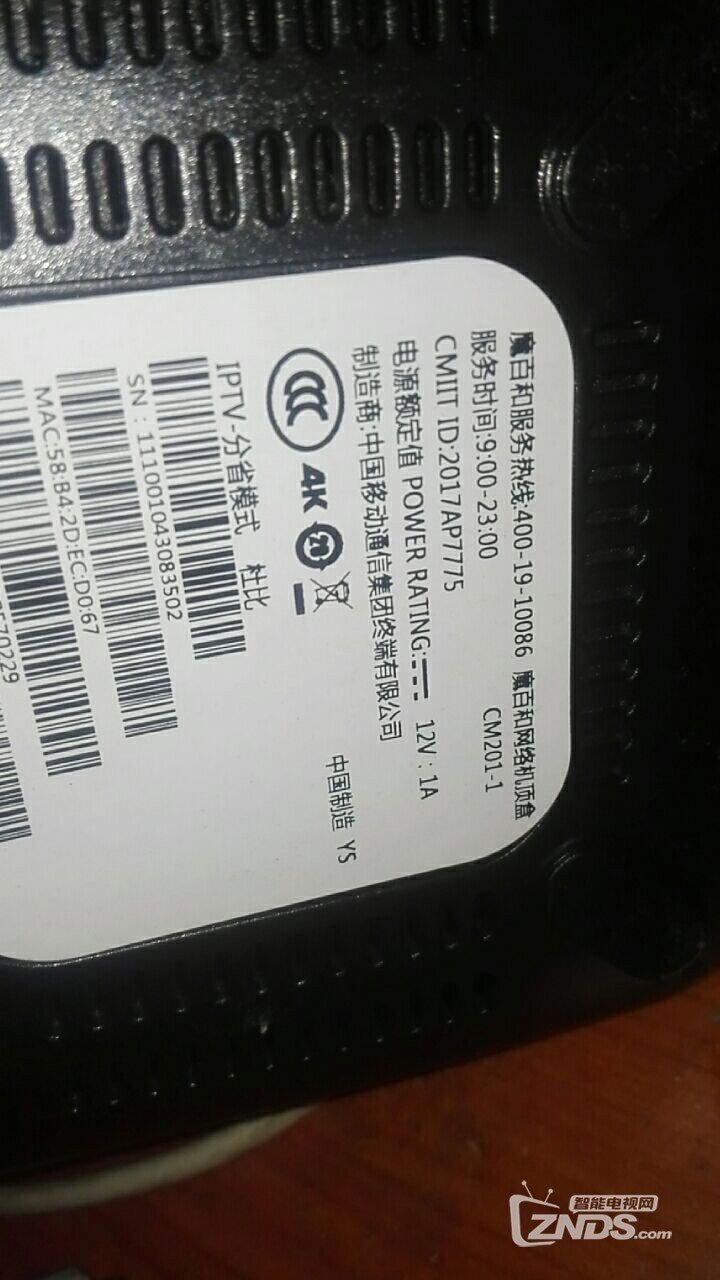 魔百和服务热线:400-19-10086 魔百和网络机顶盒
服务时间:9:00-23:00 CM201-1
CMIIT ID:2017AP7775
电源额定值 POWER RATING: 12V:1A
制造商:中国移动通信集团终端有限公司
CCC 4K 20
中国制造 YS
IPTV-分省模式 杜比
SN:111001043083502
MAC:58:B4:2D:EC:D0:67
570229
智能电视网
ZNDS.com